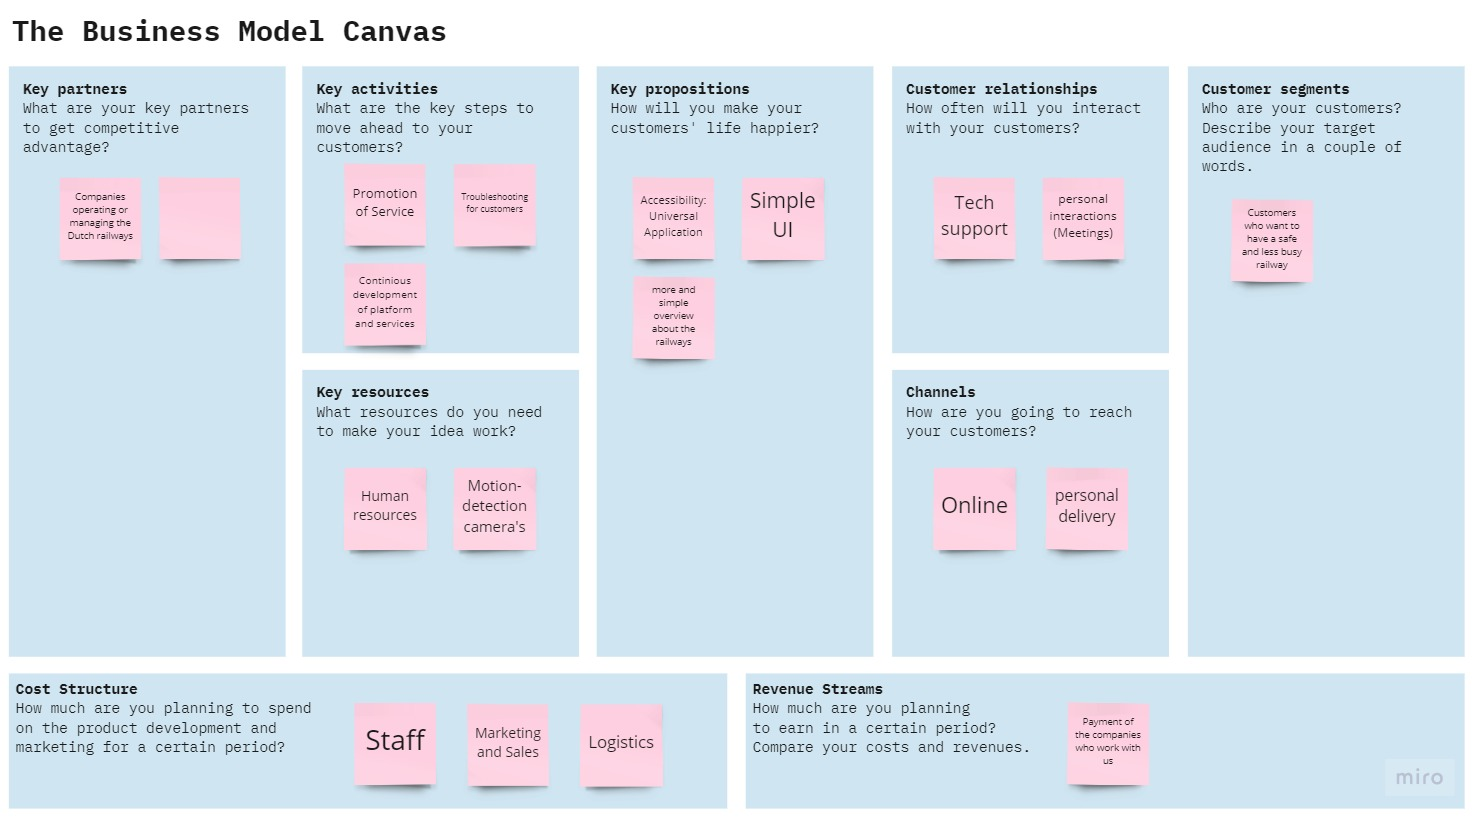 The Business Model Canvas
Key partners
What are your key partners
to get competitive
advantage?
Companies
operating or
managing the
Dutch railways
Key activities
What are the key steps to
move ahead to your
customers?
Promotion
of Service
Troubleshooting
for customers
Continious
development
of platform
and services
Key resources
What resources do you need
to make your idea work?
Human
resources
Motion-
detection
camera's
Key propositions
How will you make your
customers' life happier?
Accessibility:
Universal
Application
Simple
UI
more and
simple
overview
about the
railways
Customer relationships
How often will you interact
with your customers?
Tech
support
personal
interactions
(Meetings)
Channels
How are you going to reach
your customers?
Online
personal
delivery
Customer segments
Who are your customers?
Describe your target
audience in a couple of
words.
Customers
who want to
have a safe
and less busy
railway
Cost Structure
How much are you planning to spend
on the product development and
marketing for a certain period?
Staff
Marketing
and Sales
Logistics
Revenue Streams
How much are you planning
to earn in a certain period?
Compare your costs and revenues.
Payment of
the companies
who work with
us
miro